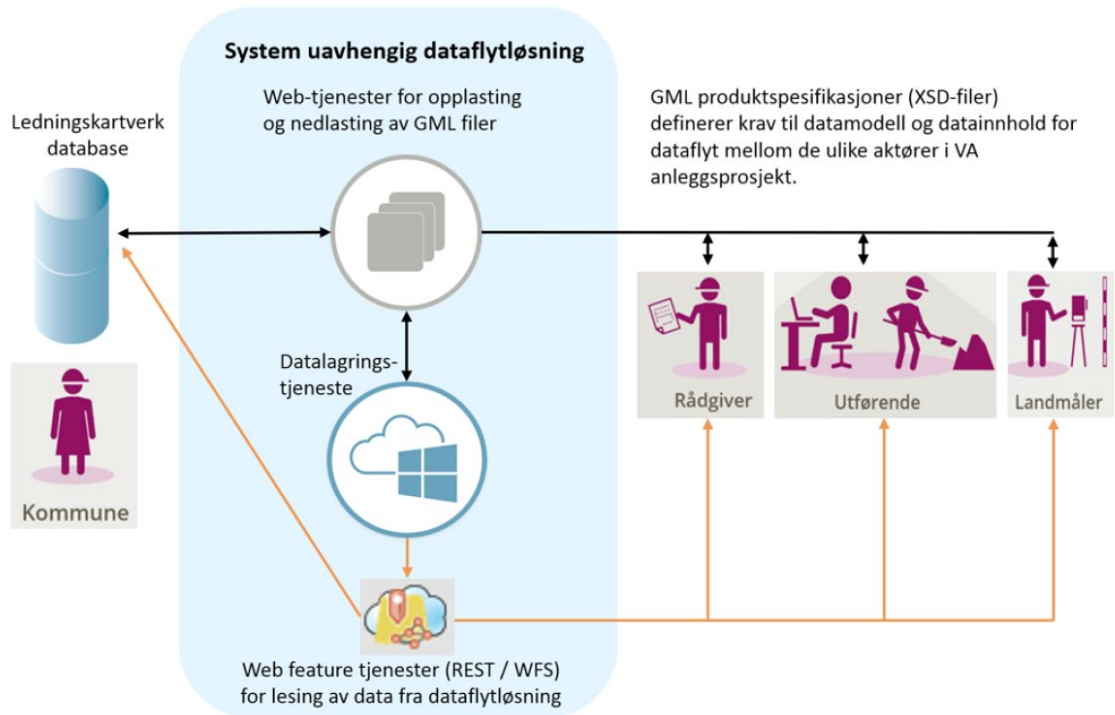 System uavhengig dataflytløsning
Web-tjenester for opplasting
og nedlasting av GML filer
Ledningskartverk
database
GML produktspesifikasjoner (XSD-filer)
definerer krav til datamodell og datainnhold for
dataflyt mellom de ulike aktører i VA
anleggsprosjekt.
Datalagrings-
tjeneste
Rådgiver
Utførende
Landmåler
Kommune
Web feature tjenester (REST / WFS)
for lesing av data fra dataflytløsning